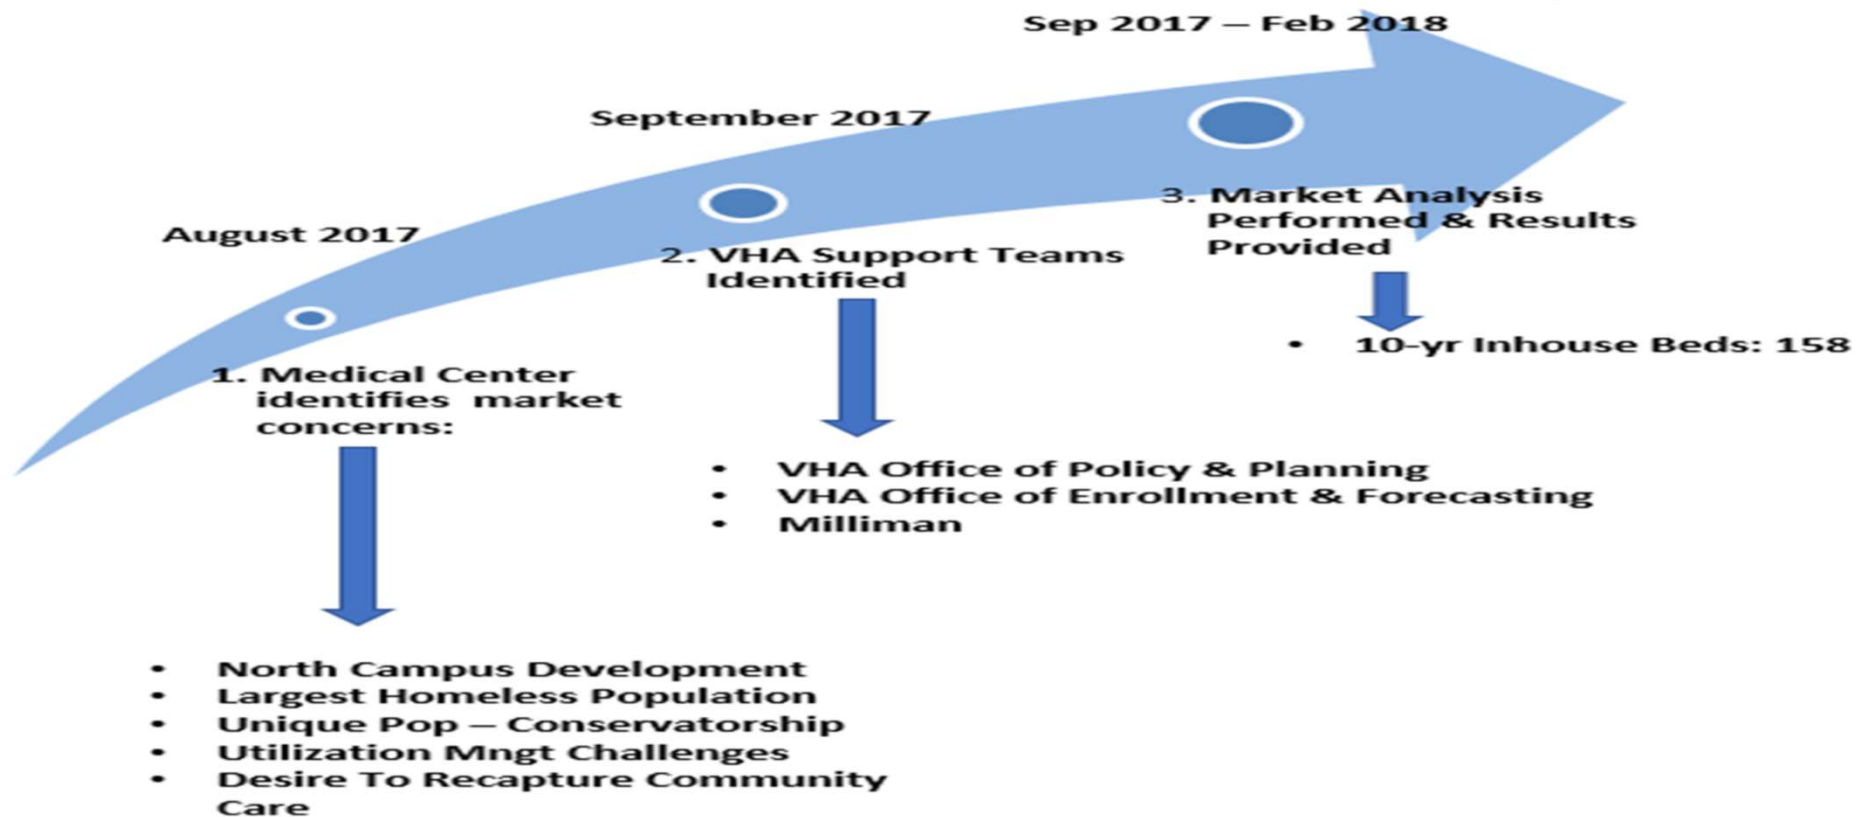 August 2017
1. Medical Center
identifies market
concerns:
• North Campus Development
• Largest Homeless Population
• Unique Pop – Conservatorship
• Utilization Mngt Challenges
• Desire To Recapture Community
Care
September 2017
2. VHA Support Teams
Identified
• VHA Office of Policy & Planning
• VHA Office of Enrollment & Forecasting
• Milliman
Sep 2017 – Feb 2018
3. Market Analysis
Performed & Results
Provided
• 10-yr Inhouse Beds: 158